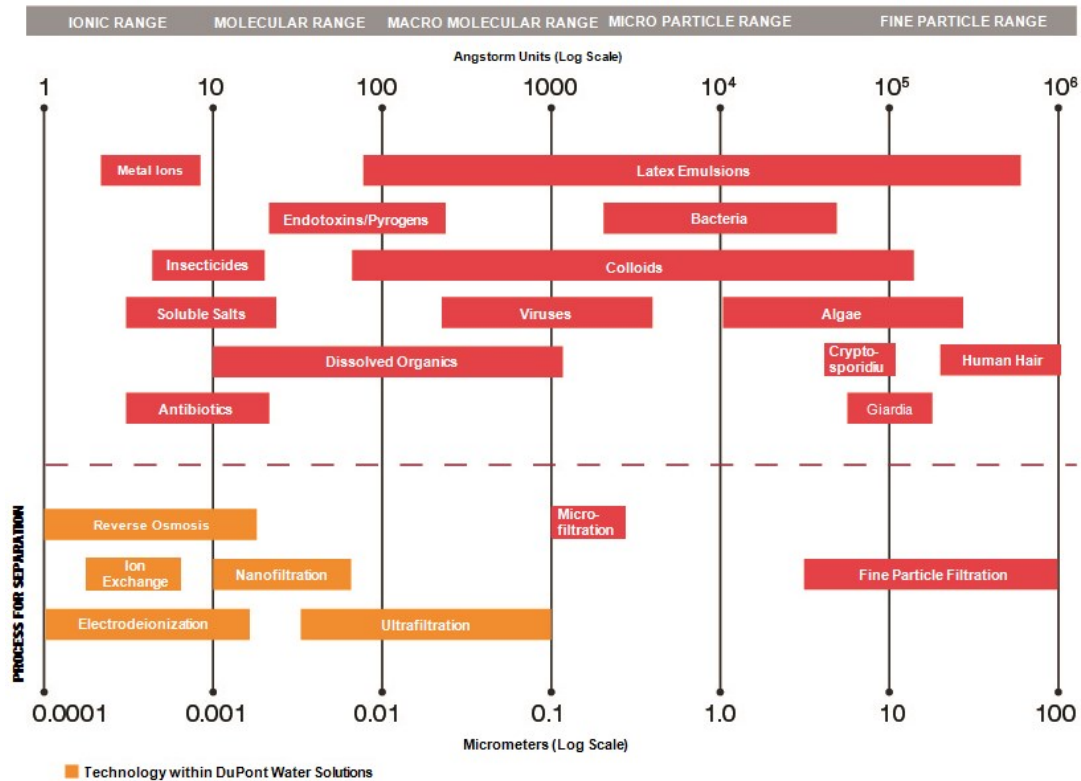 IONIC RANGE MOLECULAR RANGE MACRO MOLECULAR RANGE MICRO PARTICLE RANGE FINE PARTICLE RANGE
Angstorm Units (Log Scale)
1 10 100 1000 10⁴ 10⁵ 10⁶
Metal Ions Latex Emulsions
Endotoxins/Pyrogens Bacteria
Insecticides Colloids
Soluble Salts Viruses Algae
Dissolved Organics
Crypto-
sporidiu
Human Hair
Antibiotics Giardia
PROCESS FOR SEPARATION
Reverse Osmosis
Micro-
filtration
Ion
Exchange
Nanofiltration Fine Particle Filtration
Electrodeionization Ultrafiltration
0.0001 0.001 0.01 0.1 1.0 10 100
Micrometers (Log Scale)
Technology within DuPont Water Solutions